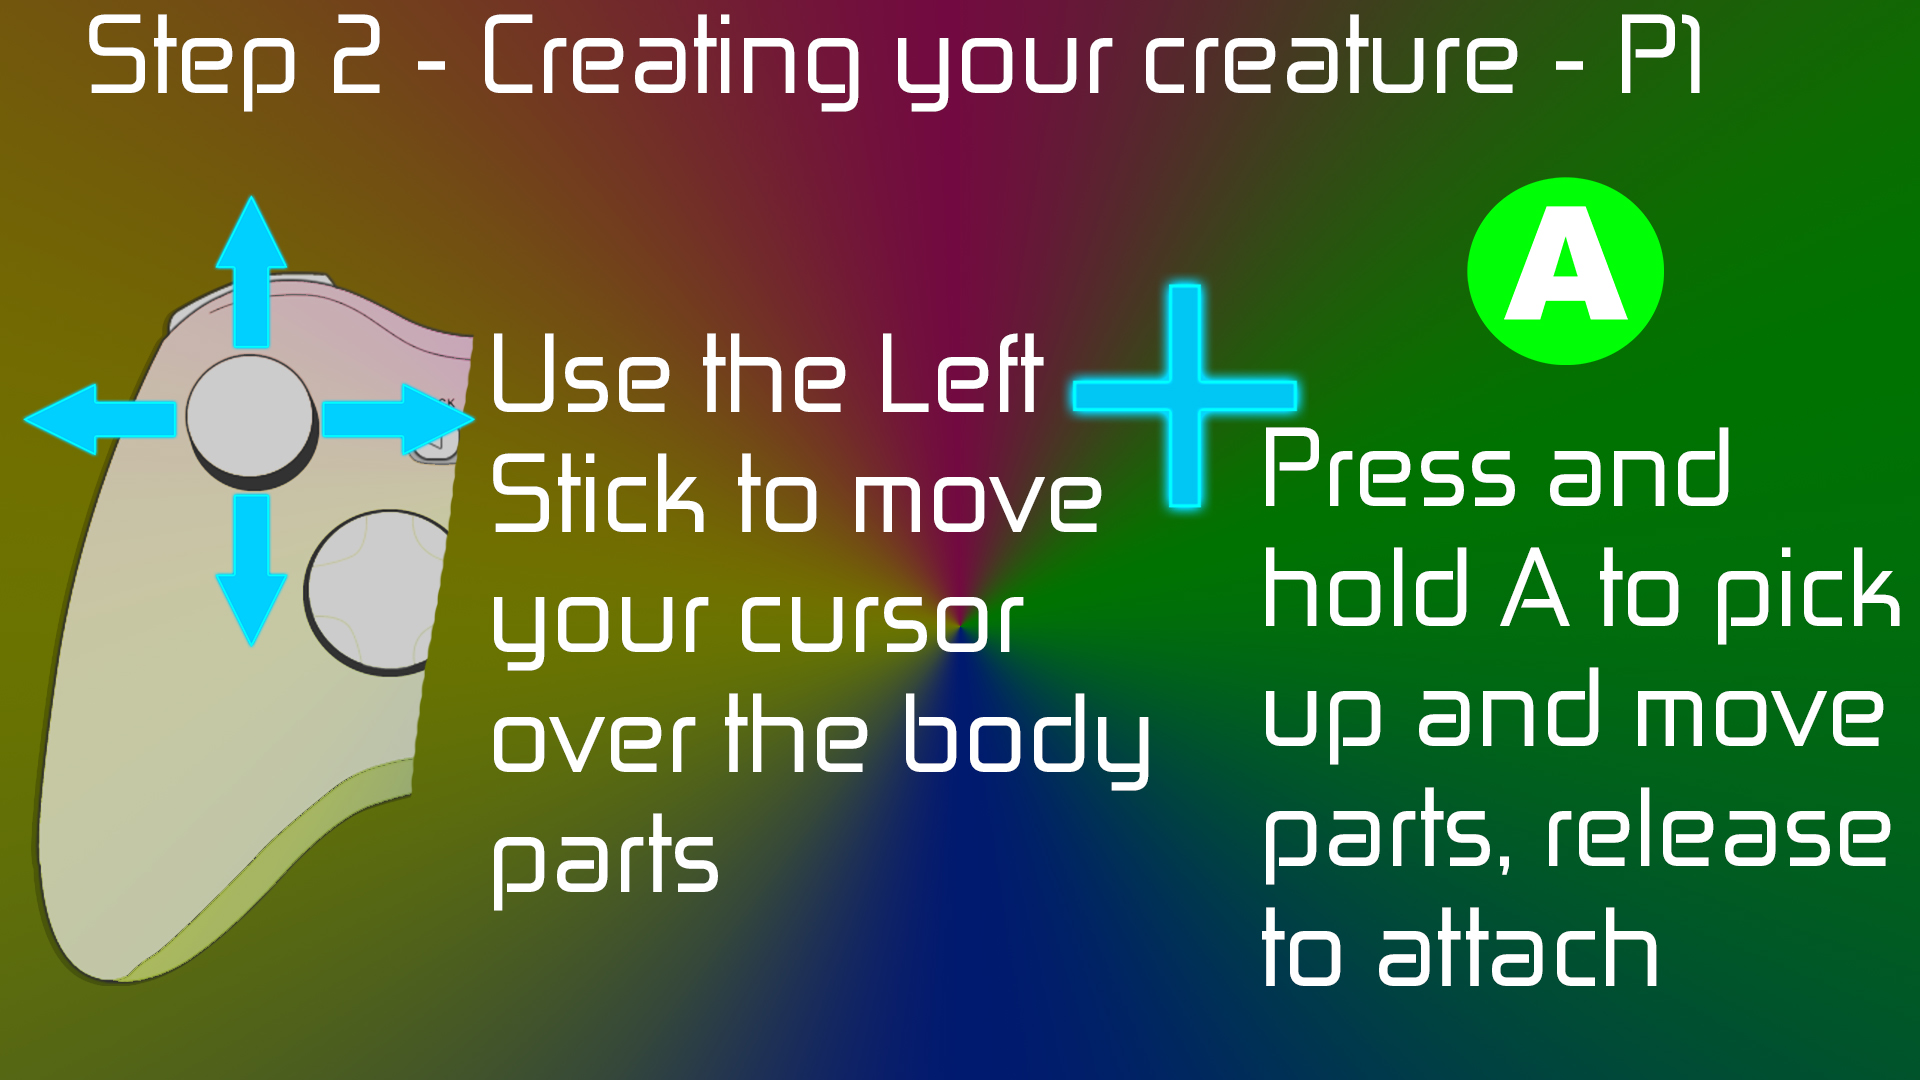 Step 2 - Creating your creature - P1
A
Use the Left
Stick to move
your cursor
over the body
parts
Press and
hold A to pick
up and move
parts, release
to attach